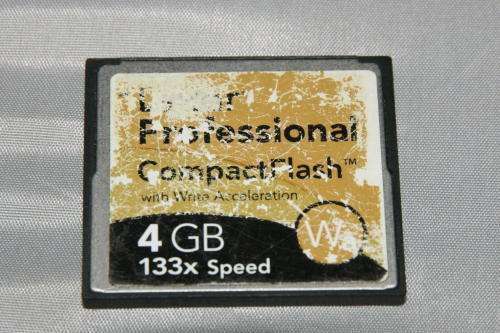 Professional
CompactFlash™
with Write Acceleration
4 GB
133x Speed